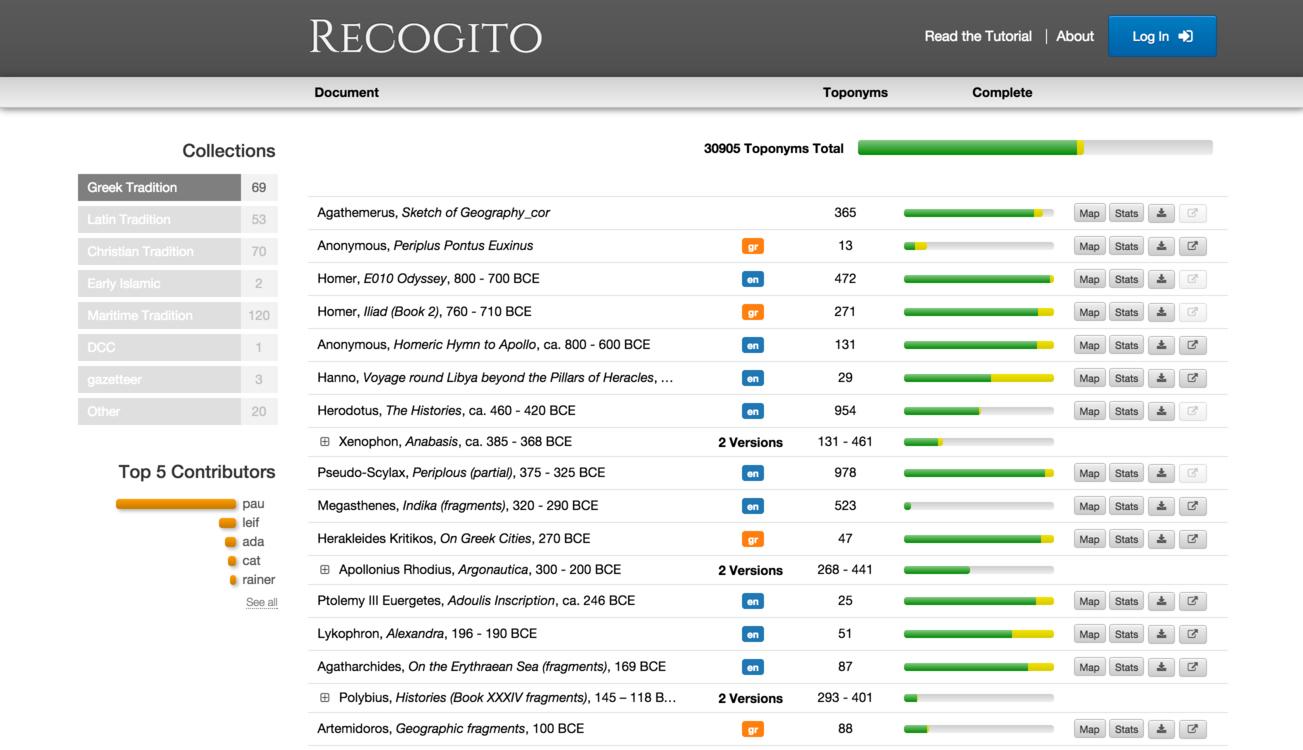 RECOGITO
Read the Tutorial | About Log In
Document Toponyms Complete
Collections
Greek Tradition 69
Latin Tradition 53
Christian Tradition 70
Early Islamic 2
Maritime Tradition 120
DCC 1
gazetteer 3
Other 20
Top 5 Contributors
pau
leif
ada
cat
rainer
See all
30905 Toponyms Total
Agathemerus, Sketch of Geography_cor 365 Map Stats
Anonymous, Periplus Pontus Euxinus gr 13 Map Stats
Homer, E010 Odyssey, 800 - 700 BCE en 472 Map Stats
Homer, Iliad (Book 2), 760 - 710 BCE gr 271 Map Stats
Anonymous, Homeric Hymn to Apollo, ca. 800 - 600 BCE en 131 Map Stats
Hanno, Voyage round Libya beyond the Pillars of Heracles, ... en 29 Map Stats
Herodotus, The Histories, ca. 460 - 420 BCE en 954 Map Stats
Xenophon, Anabasis, ca. 385 - 368 BCE 2 Versions 131 - 461
Pseudo-Scylax, Periplous (partial), 375 - 325 BCE en 978 Map Stats
Megasthenes, Indika (fragments), 320 - 290 BCE en 523 Map Stats
Herakleides Kritikos, On Greek Cities, 270 BCE gr 47 Map Stats
Apollonius Rhodius, Argonautica, 300 - 200 BCE 2 Versions 268 - 441
Ptolemy III Euergetes, Adoulis Inscription, ca. 246 BCE en 25 Map Stats
Lykophron, Alexandra, 196 - 190 BCE en 51 Map Stats
Agatharchides, On the Erythraean Sea (fragments), 169 BCE en 87 Map Stats
Polybius, Histories (Book XXXIV fragments), 145 – 118 B... 2 Versions 293 - 401
Artemidoros, Geographic fragments, 100 BCE gr 88 Map Stats